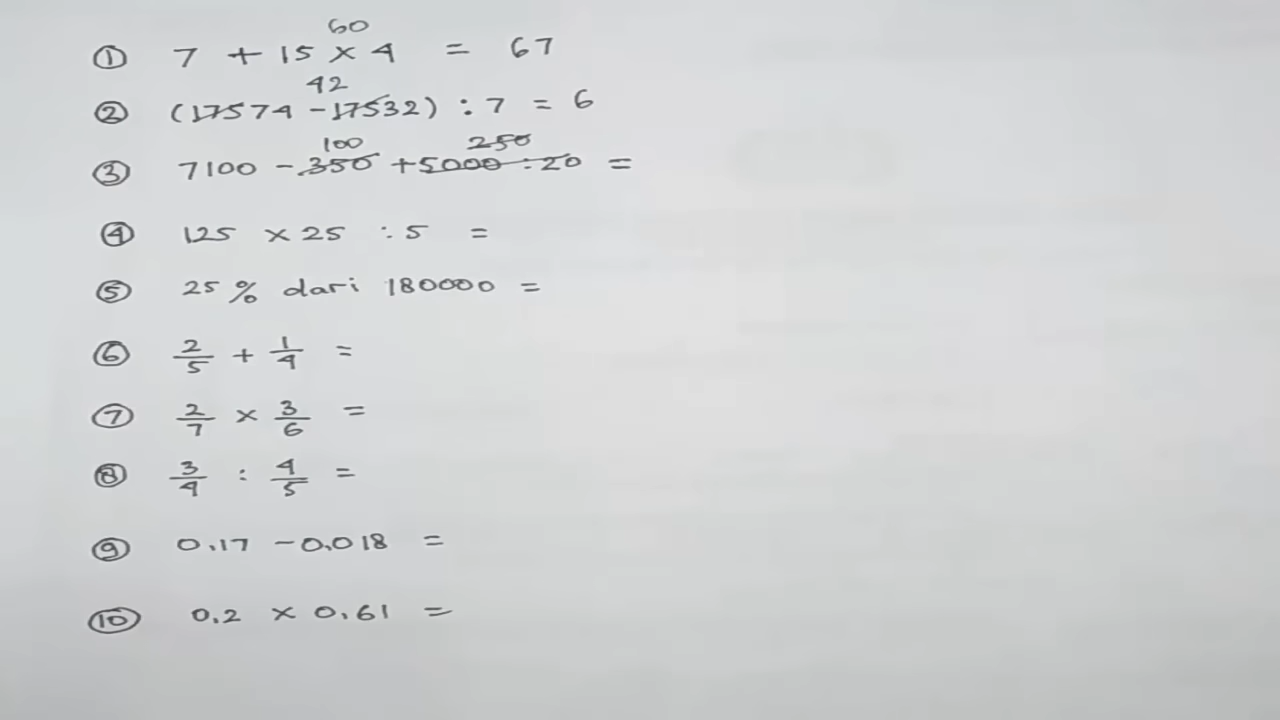 60
① 7 + 15 × 4 = 67
42
② (17574 - 17532) : 7 = 6
100 250
③ 7100 - 350 + 5000 : 20 =
④ 125 × 25 : 5 =
⑤ 25% dari 180000 =
⑥ 2/5 + 1/4 =
⑦ 2/7 × 3/6 =
⑧ 3/4 : 4/5 =
⑨ 0,17 - 0,018 =
⑩ 0,2 × 0,61 =